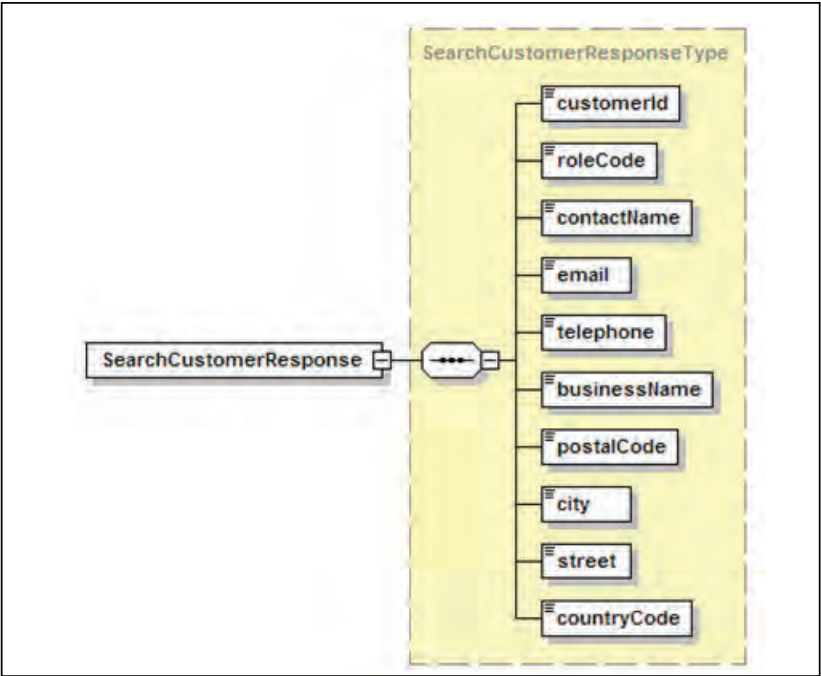 SearchCustomerResponseType
customerId
roleCode
contactName
email
telephone
SearchCustomerResponse
businessName
postalCode
city
street
countryCode